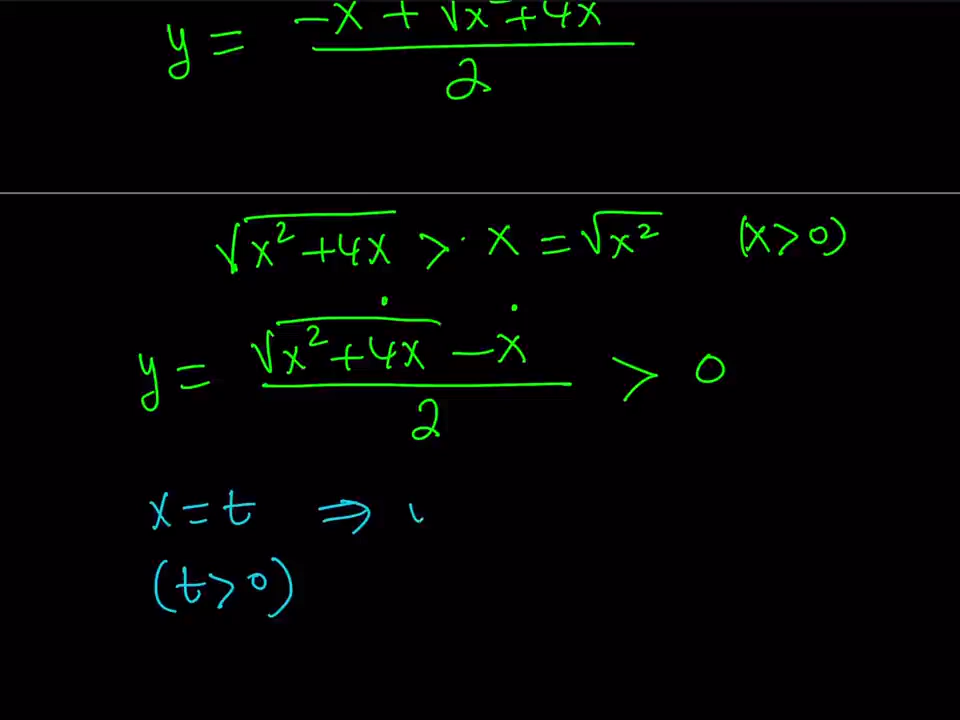 y = (-x + √x²+4x) / 2
√x²+4x > x = √x² (x>0)
y = (√x²+4x - x) / 2 > 0
x = t ⇒
(t>0)